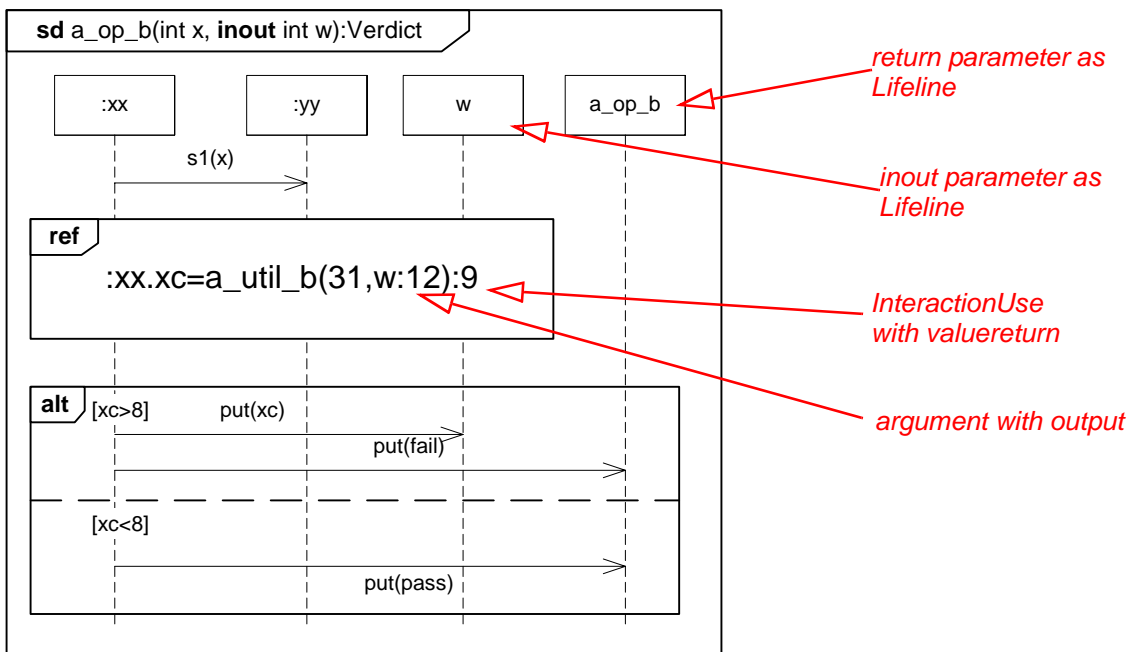 sd a_op_b(int x, inout int w):Verdict
return parameter as
Lifeline
:xx
:yy
w
a_op_b
s1(x)
inout parameter as
Lifeline
ref
:xx.xc=a_util_b(31,w:12):9
InteractionUse
with valuereturn
alt
[xc>8]
put(xc)
argument with output
put(fail)
[xc<8]
put(pass)